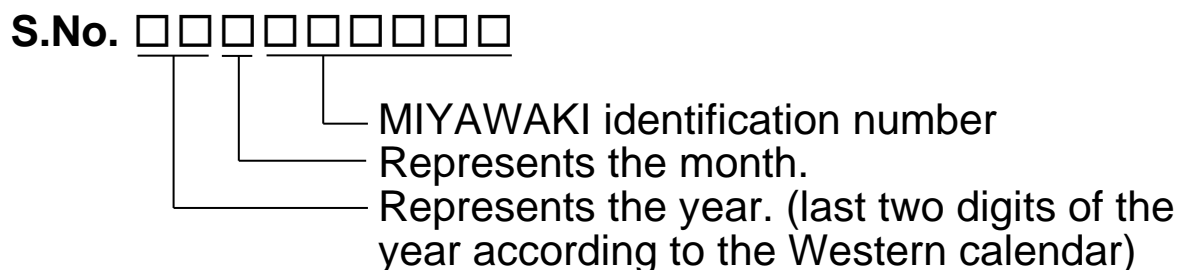 S.No. □□□□□□□□□
MIYAWAKI identification number
Represents the month.
Represents the year. (last two digits of the
year according to the Western calendar)